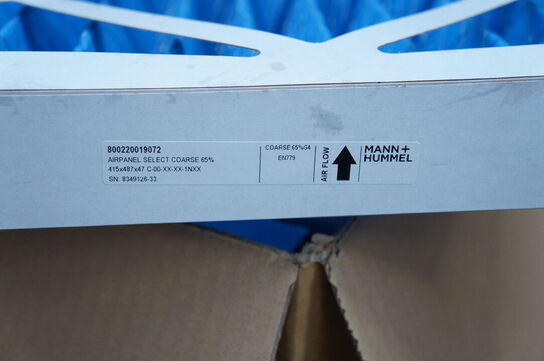 800220019072
AIRPANEL SELECT COARSE 65%
415x487x47 C-00-XX-XX-1NXX
SN: 8349126-33
COARSE 65%G4
EN779
AIR FLOW
MANN+
HUMMEL